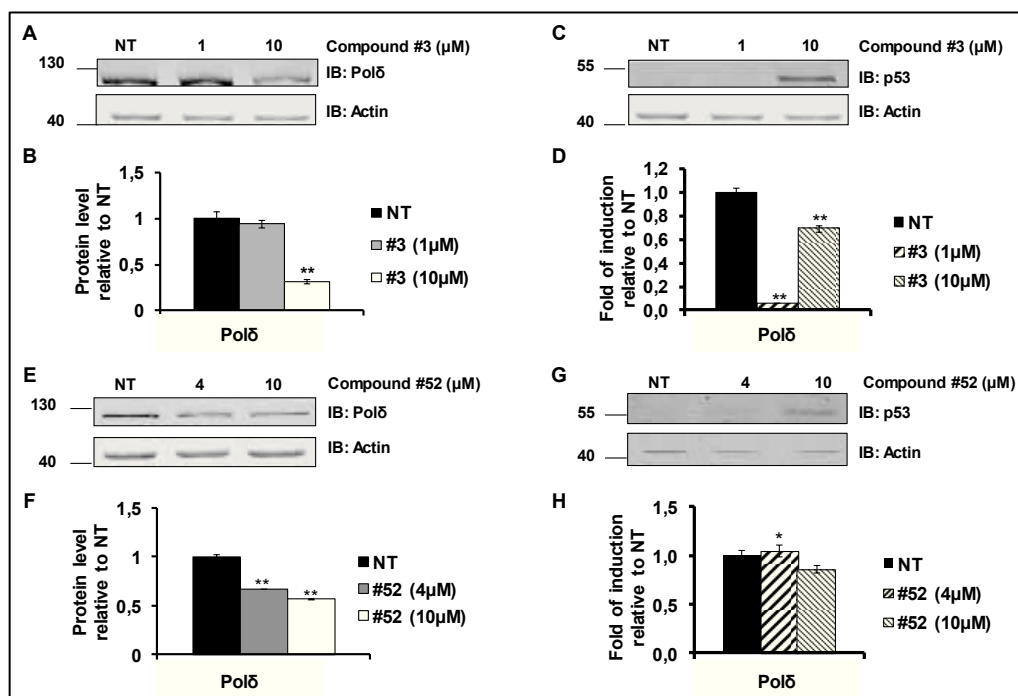 A
NT 1 10 Compound #3 (µM)
130
IB: Polδ
IB: Actin
40
B
Protein level
relative to NT
1,5
1
0,5
0
**
Polδ
NT
#3 (1µM)
#3 (10µM)
C
NT 1 10 Compound #3 (µM)
55
IB: p53
IB: Actin
40
D
Fold of induction
relative to NT
1,2
1,0
0,8
0,6
0,4
0,2
0,0
**
**
Polδ
NT
#3 (1µM)
#3 (10µM)
E
NT 4 10 Compound #52 (µM)
130
IB: Polδ
IB: Actin
40
F
Protein level
relative to NT
1,5
1
0,5
0
**
**
Polδ
NT
#52 (4µM)
#52 (10µM)
G
NT 4 10 Compound #52 (µM)
55
IB: p53
IB: Actin
40
H
Fold of induction
relative to NT
1,5
1,0
0,5
0,0
*
Polδ
NT
#52 (4µM)
#52 (10µM)